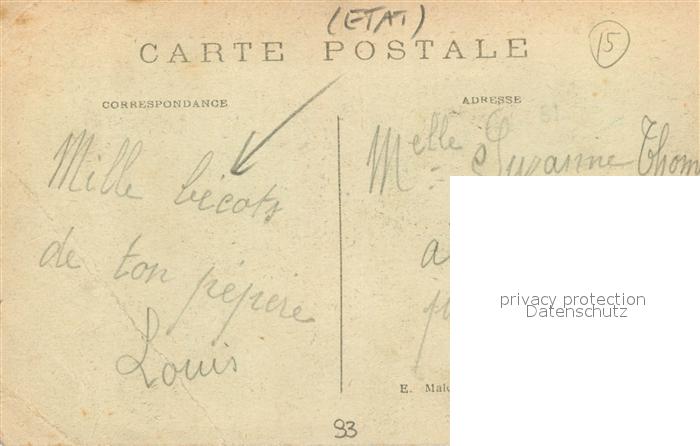 (ETAT)
15
CARTE POSTALE
CORRESPONDANCE
Mille bécots
de ton pépère
Louis
ADRESSE
Melle Suzanne Thom
a
E. Malc
privacy protection
Datenschutz
93